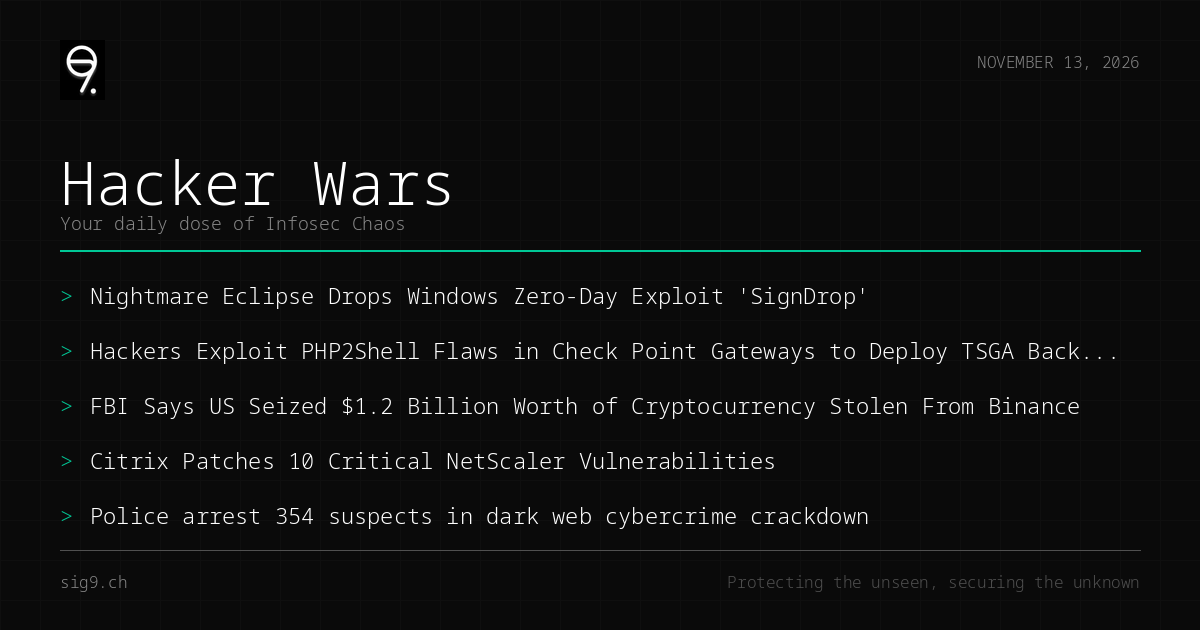 NOVEMBER 13, 2026
Hacker Wars
Your daily dose of Infosec Chaos
> Nightmare Eclipse Drops Windows Zero-Day Exploit 'SignDrop'
> Hackers Exploit PHP2Shell Flaws in Check Point Gateways to Deploy TSGA Back...
> FBI Says US Seized $1.2 Billion Worth of Cryptocurrency Stolen From Binance
> Citrix Patches 10 Critical NetScaler Vulnerabilities
> Police arrest 354 suspects in dark web cybercrime crackdown
sig9.ch
Protecting the unseen, securing the unknown